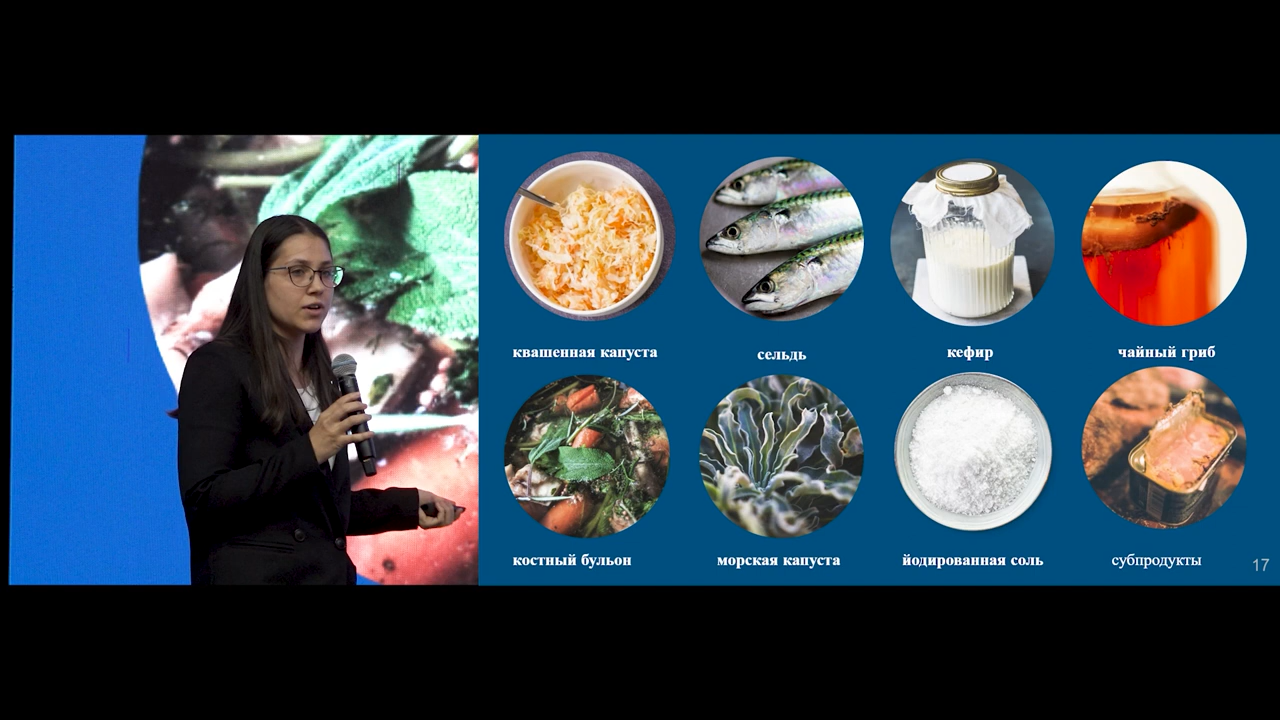 квашенная капуста
сельдь
кефир
чайный гриб
костный бульон
морская капуста
йодированная соль
субпродукты
17